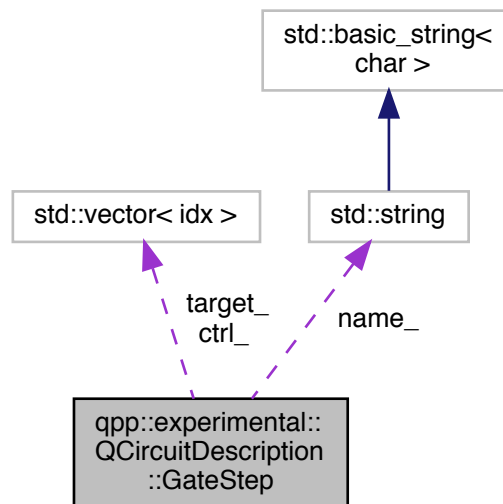 std::basic_string<
char >
std::vector< idx >
std::string
target_
ctrl_
name_
qpp::experimental::
QCircuitDescription
::GateStep